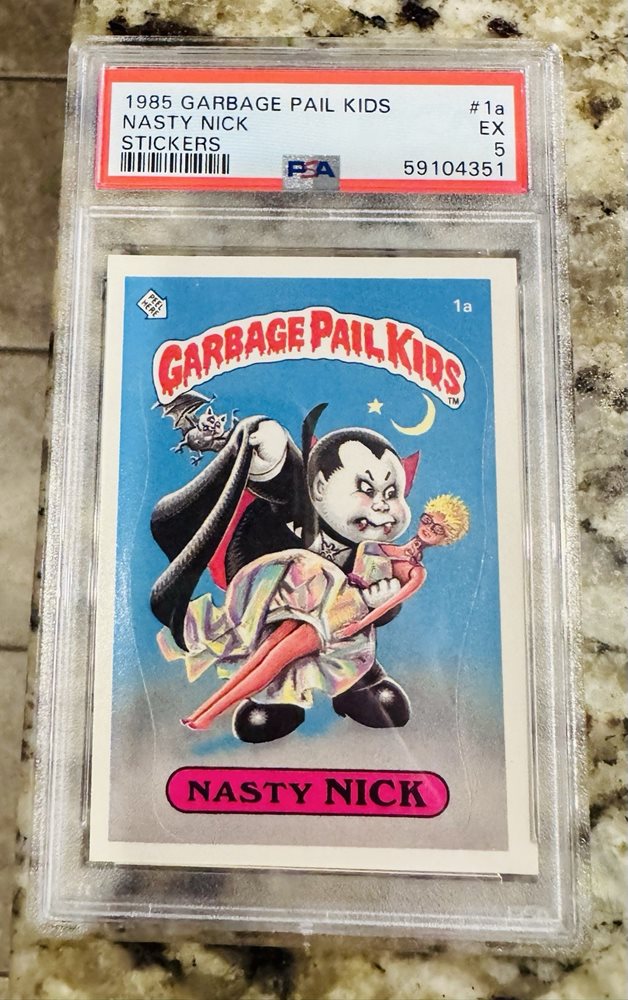 1985 GARBAGE PAIL KIDS #1a
NASTY NICK EX
STICKERS 5
PSA 59104351
PEEL HERE
1a
GARBAGE PAIL KIDS
TM
NASTY NICK